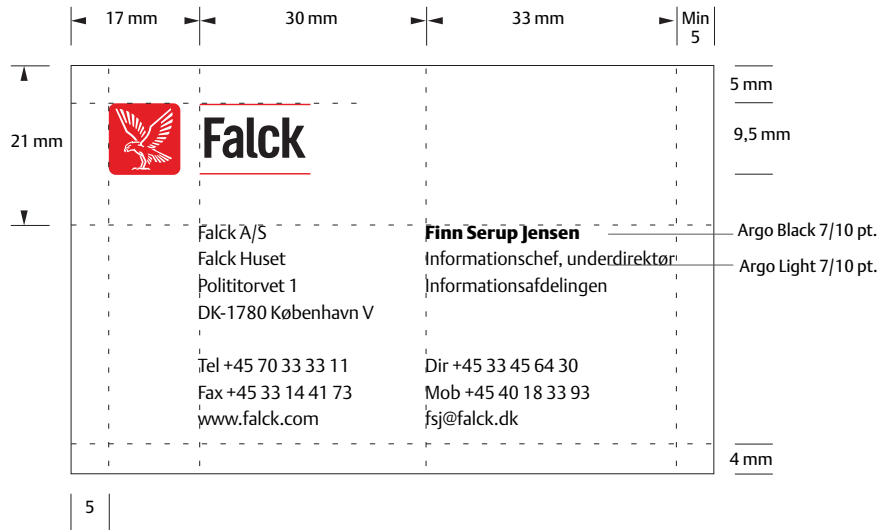 17 mm
30 mm
33 mm
Min
5
5 mm
21 mm
9,5 mm
Falck
Falck A/S
Falck Huset
Polititorvet 1
DK-1780 København V
Finn Serup Jensen
Informationschef, underdirektør
Informationsafdelingen
Argo Black 7/10 pt.
Argo Light 7/10 pt.
Tel +45 70 33 33 11
Fax +45 33 14 41 73
www.falck.com
Dir +45 33 45 64 30
Mob +45 40 18 33 93
fsj@falck.dk
4 mm
5